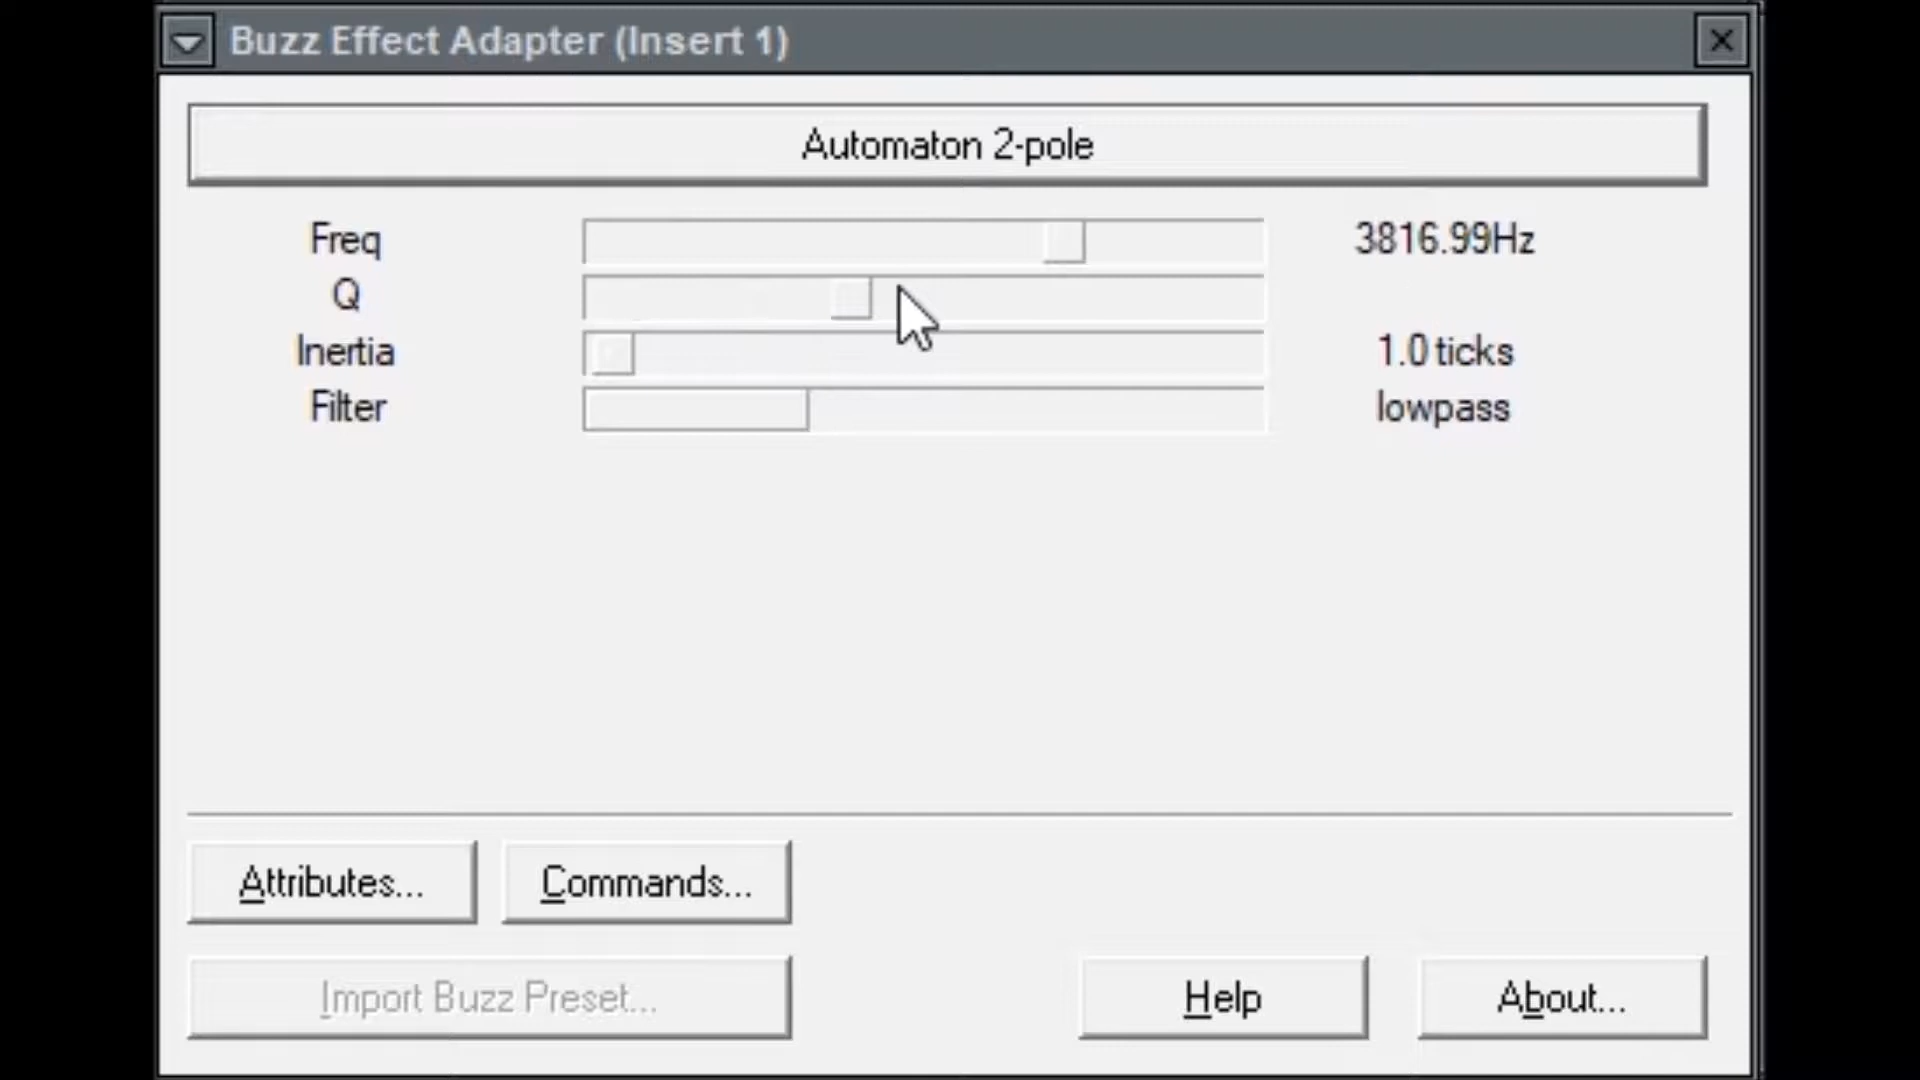 Buzz Effect Adapter (Insert 1)
Automaton 2-pole
Freq 3816.99Hz
Q
Inertia 1.0 ticks
Filter lowpass
Attributes... Commands...
Import Buzz Preset... Help About...